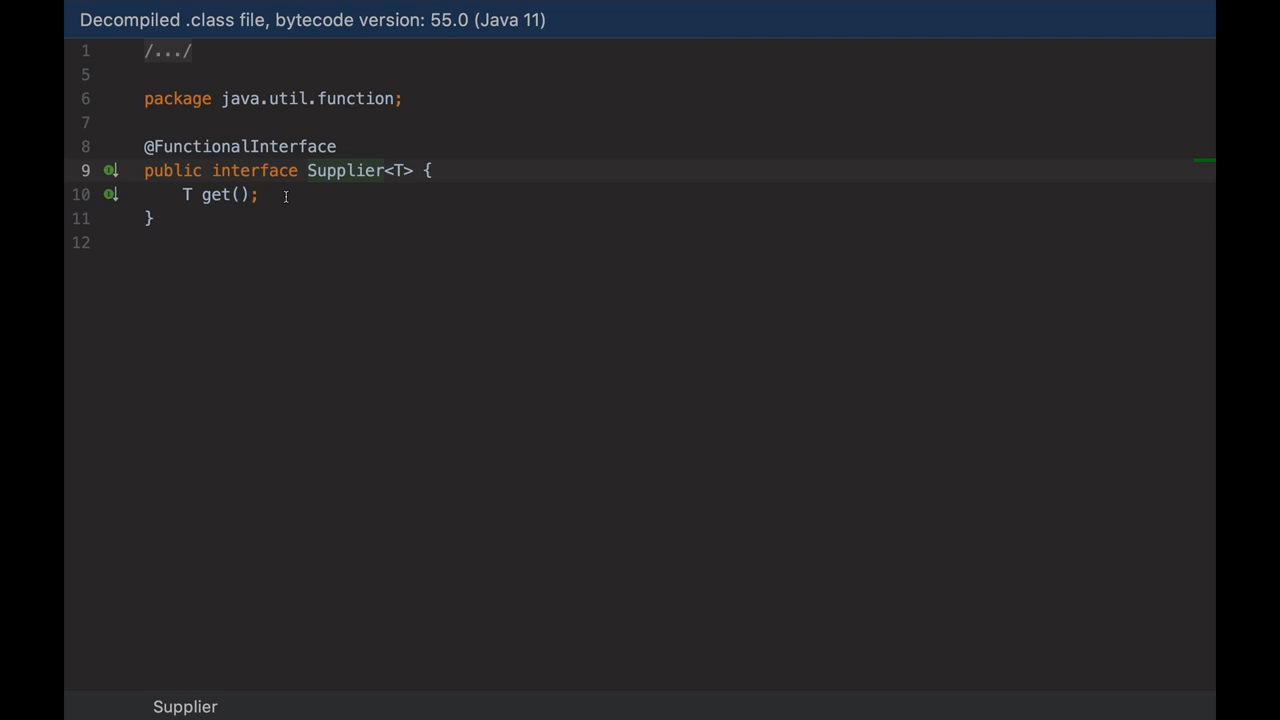 Decompiled .class file, bytecode version: 55.0 (Java 11)
1 /.../
5
6 package java.util.function;
7
8 @FunctionalInterface
9 public interface Supplier<T> {
10 T get();
11 }
12
Supplier